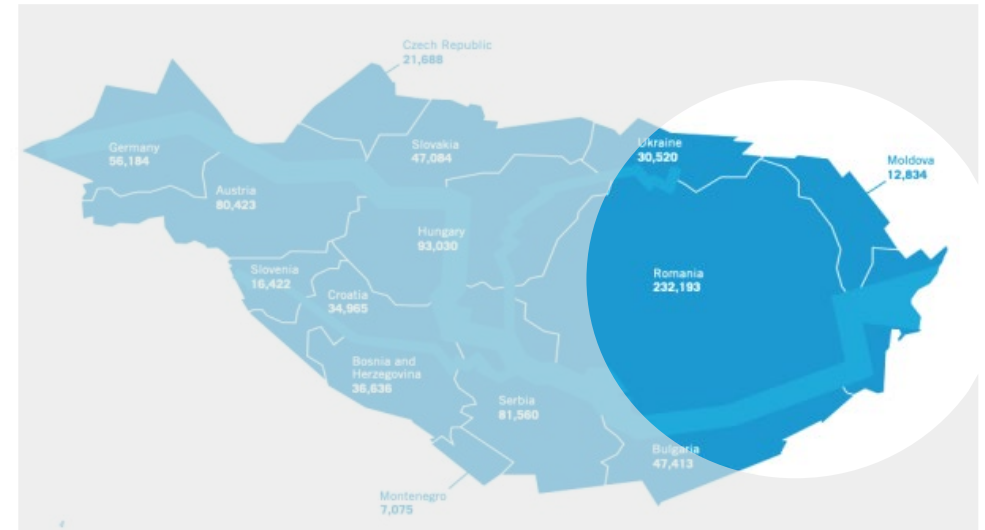 Czech Republic
21,688
Germany
56,184
Slovakia
47,084
Ukraine
30,520
Moldova
12,834
Austria
80,423
Hungary
93,030
Slovenia
16,422
Romania
232,193
Croatia
34,965
Bosnia and
Herzegovina
36,636
Serbia
81,560
Bulgaria
47,413
Montenegro
7,075